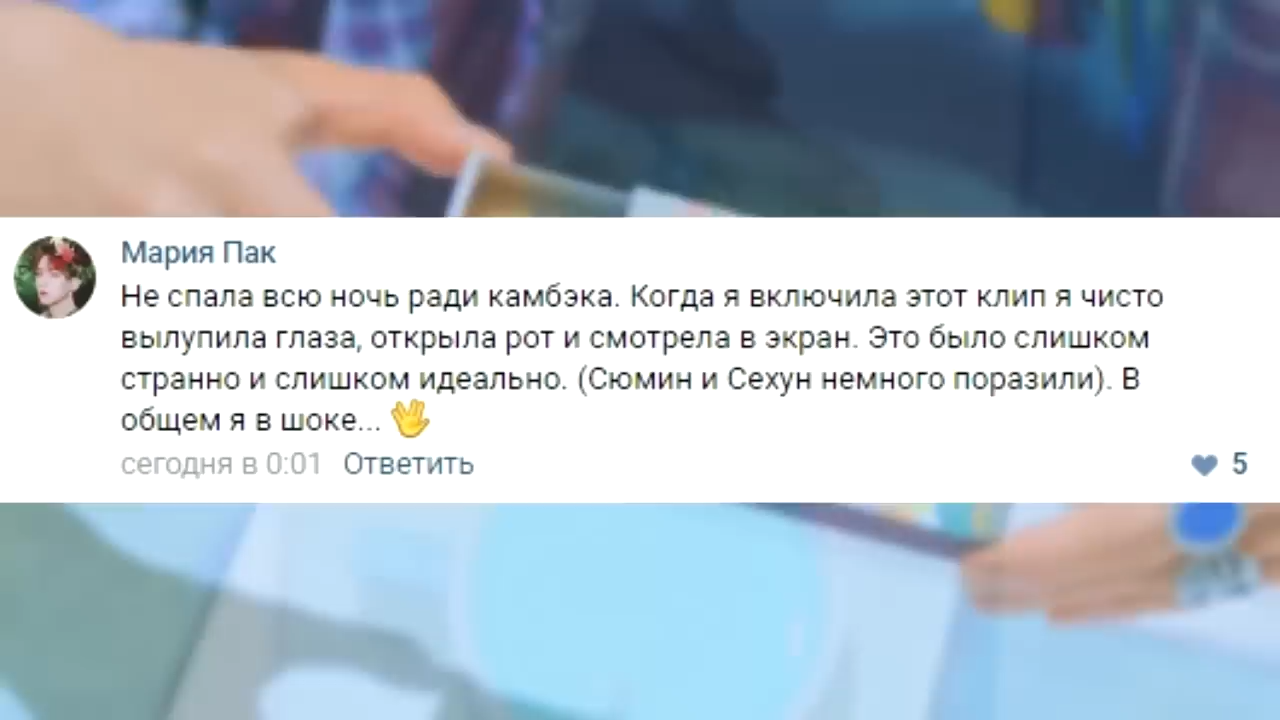 Мария Пак
Не спала всю ночь ради камбэка. Когда я включила этот клип я чисто
вылупила глаза, открыла рот и смотрела в экран. Это было слишком
странно и слишком идеально. (Сюмин и Сехун немного поразили). В
общем я в шоке... 🖖
сегодня в 0:01 Ответить 5